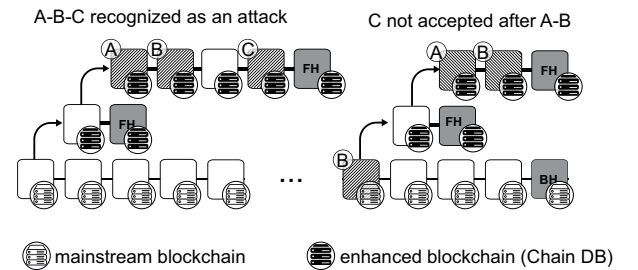 A-B-C recognized as an attack
C not accepted after A-B
A B C FH
A B FH
FH
FH
B BH
...
mainstream blockchain
enhanced blockchain (Chain DB)